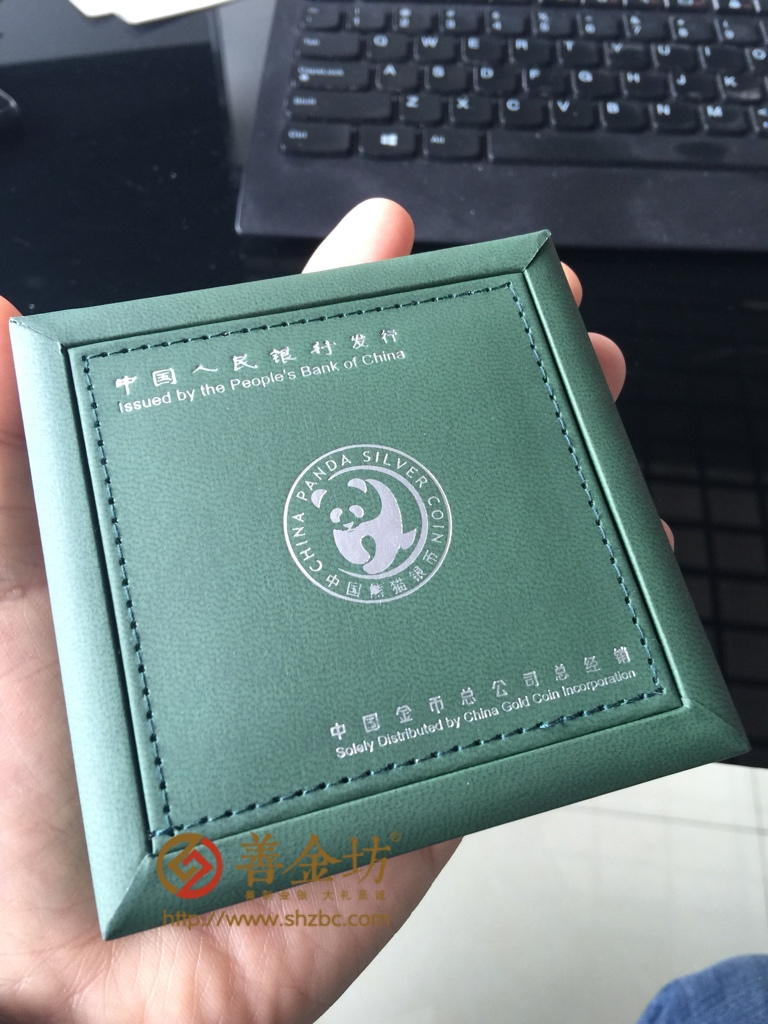 中国人民银行发行
Issued by the People's Bank of China
CHINA PANDA SILVER COIN
中国熊猫银币
中国金币总公司总经销
Solely Distributed by China Gold Coin Incorporation
善金坊®
http://www.shzbc.com
Q W E R T Y U I O
A S D F G H J K
Z X C V B N M
Ctrl Alt